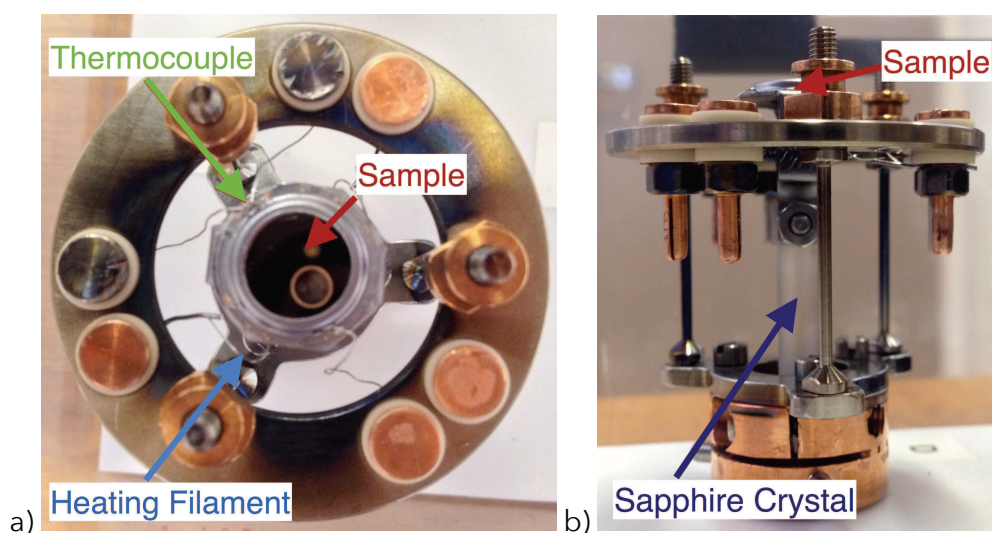 Thermocouple
Sample
Heating Filament
a)
Sample
Sapphire Crystal
b)